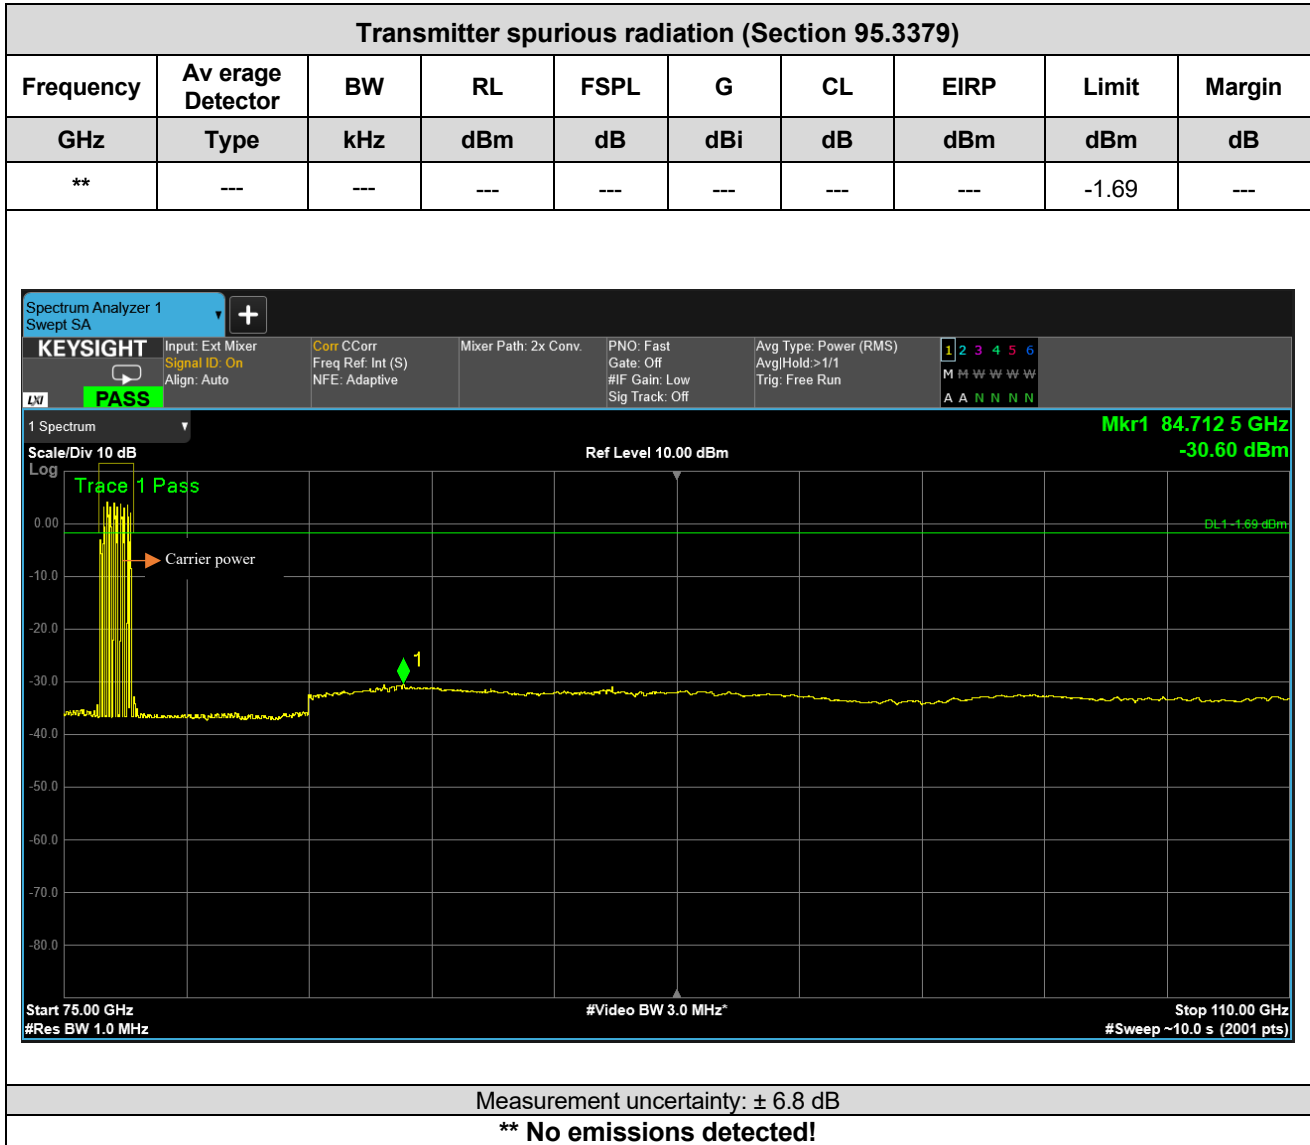 Transmitter spurious radiation (Section 95.3379)
Frequency Av erage Detector BW RL FSPL G CL EIRP Limit Margin
GHz Type kHz dBm dB dBi dB dBm dBm dB
** --- --- --- --- --- --- --- -1.69 ---
Spectrum Analyzer 1
Swept SA
+
KEYSIGHT Input: Ext Mixer Corr CCorr Mixer Path: 2x Conv. PNO: Fast Avg Type: Power (RMS) 1 2 3 4 5 6
Signal ID: On Freq Ref: Int (S) Gate: Off Avg|Hold:>1/1 M M W W W W
Align: Auto NFE: Adaptive #IF Gain: Low Trig: Free Run
LXI PASS Sig Track: Off A A N N N N
1 Spectrum Mkr1 84.712 5 GHz
Scale/Div 10 dB Ref Level 10.00 dBm -30.60 dBm
Log
Trace 1 Pass
0.00 DL1 -1.69 dBm
Carrier power
-10.0
-20.0
1
-30.0
-40.0
-50.0
-60.0
-70.0
-80.0
Start 75.00 GHz #Video BW 3.0 MHz* Stop 110.00 GHz
#Res BW 1.0 MHz #Sweep ~10.0 s (2001 pts)
Measurement uncertainty: ± 6.8 dB
** No emissions detected!